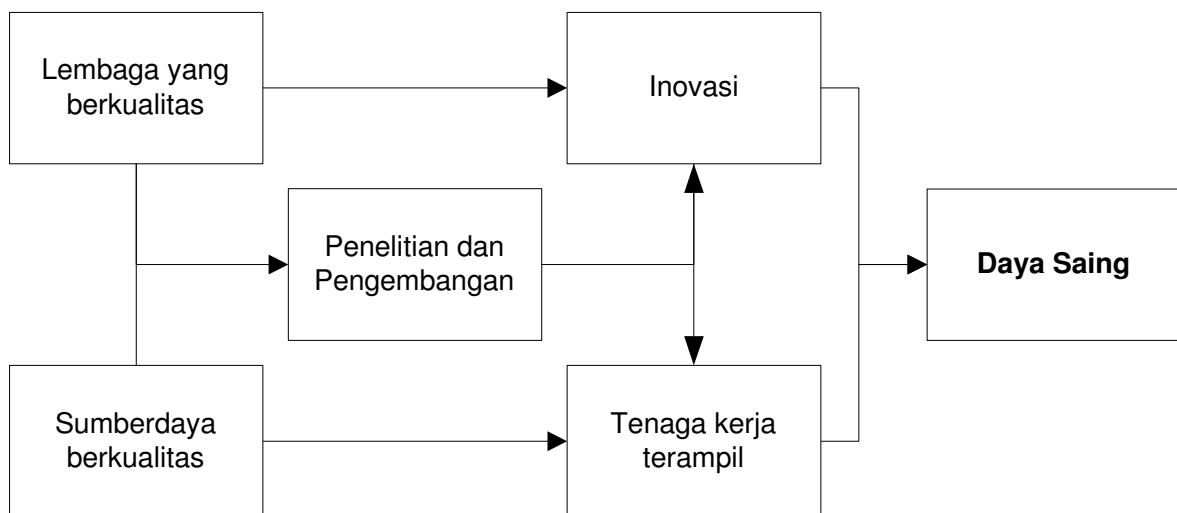 Lembaga yang
berkualitas
Inovasi
Penelitian dan
Pengembangan
Daya Saing
Sumberdaya
berkualitas
Tenaga kerja
terampil